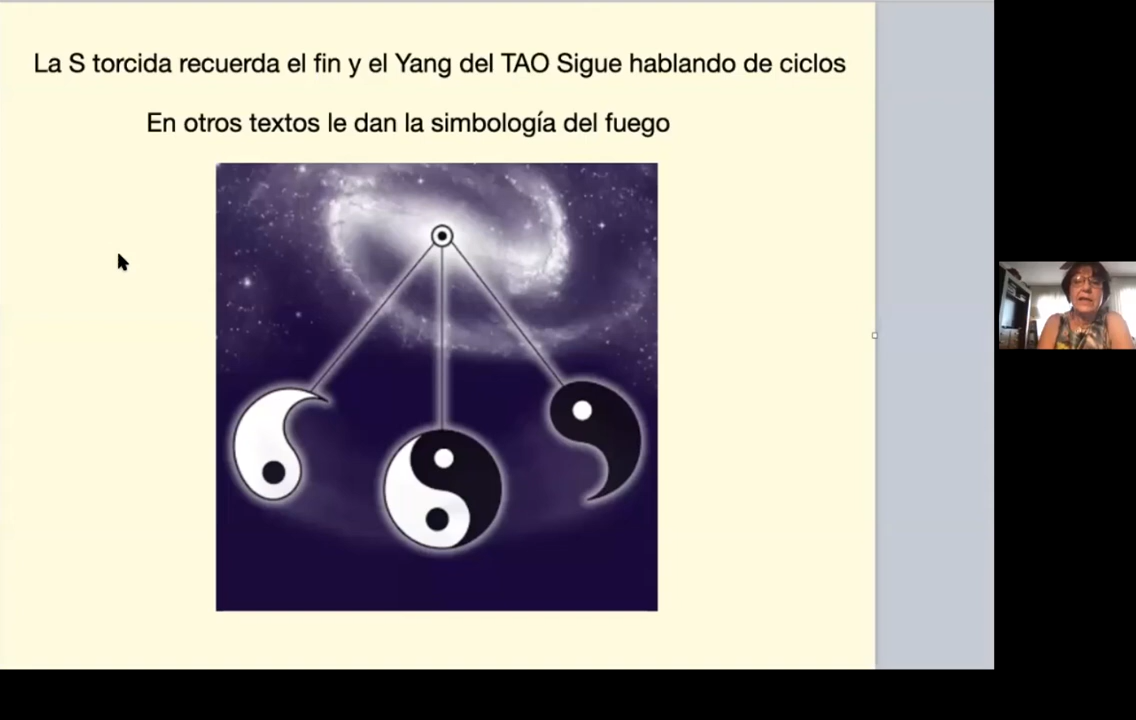 La S torcida recuerda el fin y el Yang del TAO Sigue hablando de ciclos
En otros textos le dan la simbología del fuego